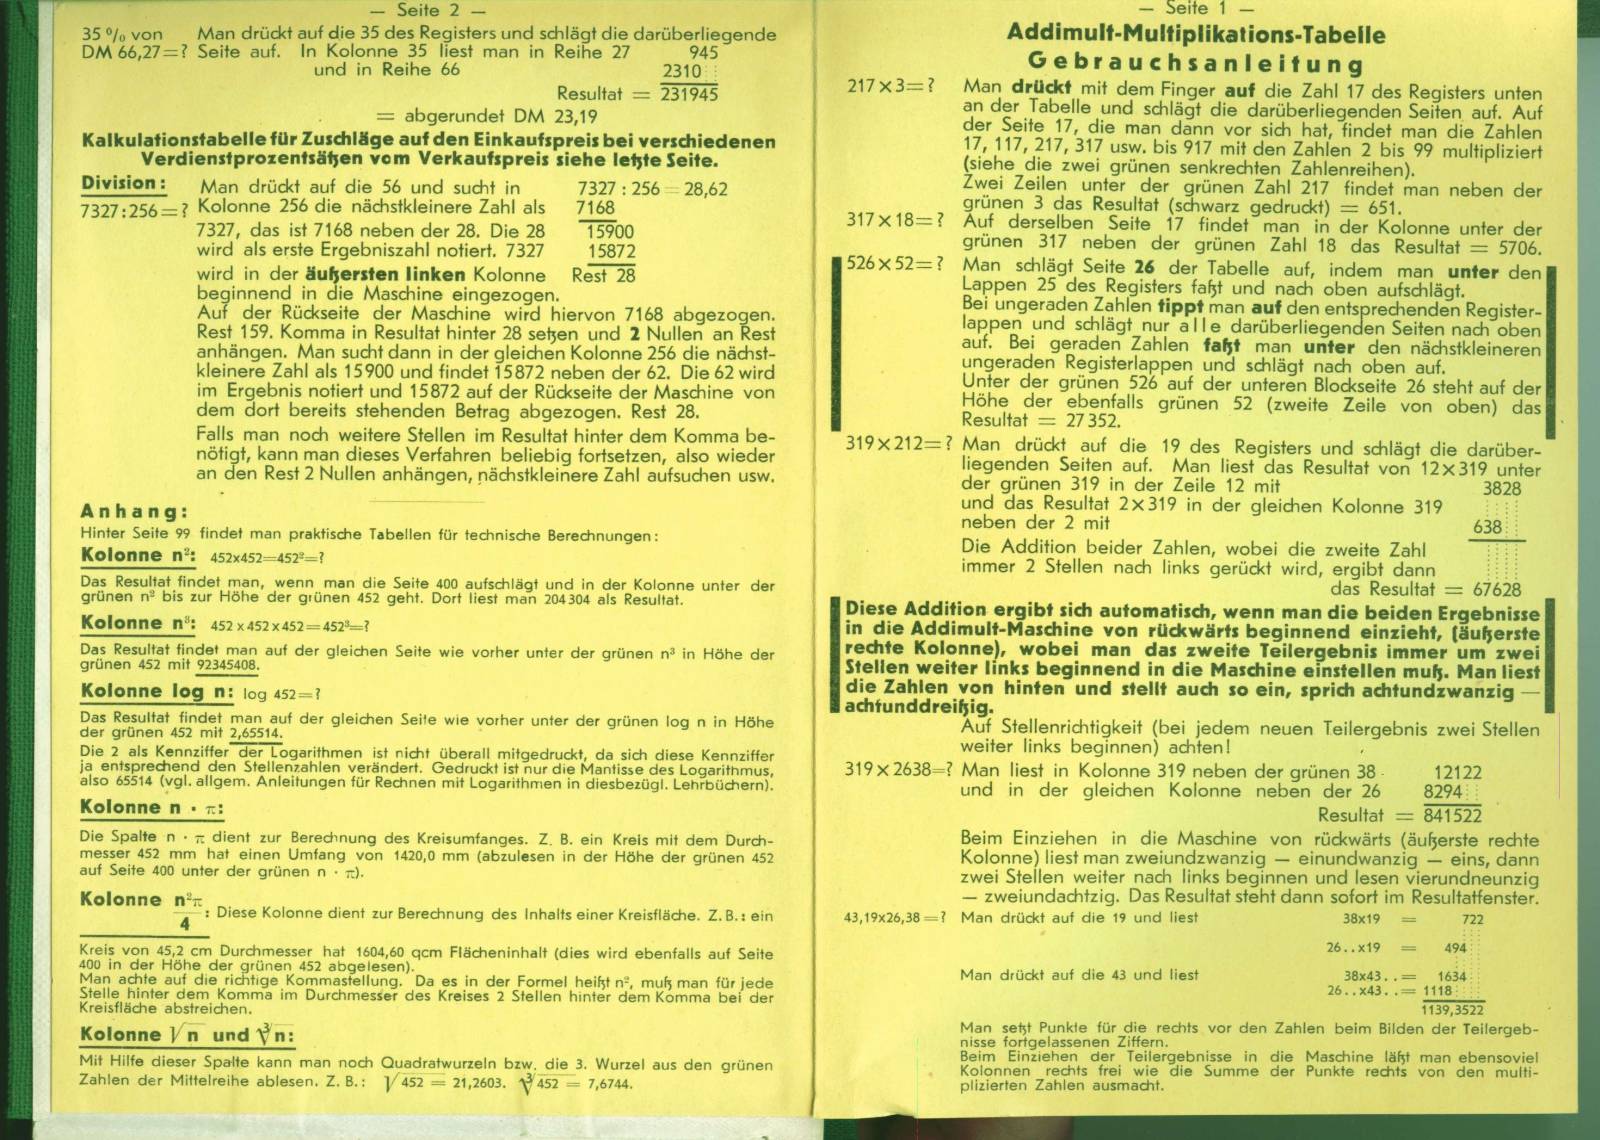 — Seite 2 —
35 % von Man drückt auf die 35 des Registers und schlägt die darüberliegende
DM 66,27=? Seite auf. In Kolonne 35 liest man in Reihe 27 945
und in Reihe 66 2310
Resultat = 231945
= abgerundet DM 23,19
Kalkulationstabelle für Zuschläge auf den Einkaufspreis bei verschiedenen
Verdienstprozentsätzen vom Verkaufspreis siehe letzte Seite.
Division: Man drückt auf die 56 und sucht in 7327 : 256 = 28,62
7327:256=? Kolonne 256 die nächstkleinere Zahl als 7168
7327, das ist 7168 neben der 28. Die 28 15900
wird als erste Ergebniszahl notiert. 7327 15872
wird in der äußersten linken Kolonne Rest 28
beginnend in die Maschine eingezogen.
Auf der Rückseite der Maschine wird hiervon 7168 abgezogen.
Rest 159. Komma in Resultat hinter 28 setzen und 2 Nullen an Rest
anhängen. Man sucht dann in der gleichen Kolonne 256 die nächst-
kleinere Zahl als 15900 und findet 15872 neben der 62. Die 62 wird
im Ergebnis notiert und 15872 auf der Rückseite der Maschine von
dem dort bereits stehenden Betrag abgezogen. Rest 28.
Falls man noch weitere Stellen im Resultat hinter dem Komma be-
nötigt, kann man dieses Verfahren beliebig fortsetzen, also wieder
an den Rest 2 Nullen anhängen, nächstkleinere Zahl aufsuchen usw.
Anhang:
Hinter Seite 99 findet man praktische Tabellen für technische Berechnungen:
Kolonne n²: 452x452=452²=?
Das Resultat findet man, wenn man die Seite 400 aufschlägt und in der Kolonne unter der
grünen n² bis zur Höhe der grünen 452 geht. Dort liest man 204304 als Resultat.
Kolonne n³: 452 x 452 x 452=452³=?
Das Resultat findet man auf der gleichen Seite wie vorher unter der grünen n³ in Höhe der
grünen 452 mit 92345408.
Kolonne log n: log 452=?
Das Resultat findet man auf der gleichen Seite wie vorher unter der grünen log n in Höhe
der grünen 452 mit 2,65514.
Die 2 als Kennziffer der Logarithmen ist nicht überall mitgedruckt, da sich diese Kennziffer
ja entsprechend den Stellenzahlen verändert. Gedruckt ist nur die Mantisse des Logarithmus,
also 65514 (vgl. allgem. Anleitungen für Rechnen mit Logarithmen in diesbezügl. Lehrbüchern).
Kolonne n · π:
Die Spalte n · π dient zur Berechnung des Kreisumfanges. Z. B. ein Kreis mit dem Durch-
messer 452 mm hat einen Umfang von 1420,0 mm (abzulesen in der Höhe der grünen 452
auf Seite 400 unter der grünen n · π).
Kolonne n²π/4: Diese Kolonne dient zur Berechnung des Inhalts einer Kreisfläche. Z. B.: ein
Kreis von 45,2 cm Durchmesser hat 1604,60 qcm Flächeninhalt (dies wird ebenfalls auf Seite
400 in der Höhe der grünen 452 abgelesen).
Man achte auf die richtige Kommastellung. Da es in der Formel heißt n², muß man für jede
Stelle hinter dem Komma im Durchmesser des Kreises 2 Stellen hinter dem Komma bei der
Kreisfläche abstreichen.
Kolonne √n und ∛n:
Mit Hilfe dieser Spalte kann man noch Quadratwurzeln bzw. die 3. Wurzel aus den grünen
Zahlen der Mittelreihe ablesen. Z. B.: √452 = 21,2603. ∛452 = 7,6744.
— Seite 1 —
Addimult-Multiplikations-Tabelle
Gebrauchsanleitung
217×3=? Man drückt mit dem Finger auf die Zahl 17 des Registers unten
an der Tabelle und schlägt die darüberliegenden Seiten auf. Auf
der Seite 17, die man dann vor sich hat, findet man die Zahlen
17, 117, 217, 317 usw. bis 917 mit den Zahlen 2 bis 99 multipliziert
(siehe die zwei grünen senkrechten Zahlenreihen).
Zwei Zeilen unter der grünen Zahl 217 findet man neben der
grünen 3 das Resultat (schwarz gedruckt) = 651.
317×18=? Auf derselben Seite 17 findet man in der Kolonne unter der
grünen 317 neben der grünen Zahl 18 das Resultat = 5706.
526×52=? Man schlägt Seite 26 der Tabelle auf, indem man unter den
Lappen 25 des Registers faßt und nach oben aufschlägt.
Bei ungeraden Zahlen tippt man auf den entsprechenden Register-
lappen und schlägt nur alle darüberliegenden Seiten nach oben
auf. Bei geraden Zahlen faßt man unter den nächstkleineren
ungeraden Registerlappen und schlägt nach oben auf.
Unter der grünen 526 auf der unteren Blockseite 26 steht auf der
Höhe der ebenfalls grünen 52 (zweite Zeile von oben) das
Resultat = 27352.
319×212=? Man drückt auf die 19 des Registers und schlägt die darüber-
liegenden Seiten auf. Man liest das Resultat von 12×319 unter
der grünen 319 in der Zeile 12 mit 3828
und das Resultat 2×319 in der gleichen Kolonne 319
neben der 2 mit 638
Die Addition beider Zahlen, wobei die zweite Zahl
immer 2 Stellen nach links gerückt wird, ergibt dann
das Resultat = 67628
Diese Addition ergibt sich automatisch, wenn man die beiden Ergebnisse
in die Addimult-Maschine von rückwärts beginnend einzieht, (äußerste
rechte Kolonne), wobei man das zweite Teilergebnis immer um zwei
Stellen weiter links beginnend in die Maschine einstellen muß. Man liest
die Zahlen von hinten und stellt auch so ein, sprich achtundzwanzig —
achtunddreißig.
Auf Stellenrichtigkeit (bei jedem neuen Teilergebnis zwei Stellen
weiter links beginnen) achten!
319×2638=? Man liest in Kolonne 319 neben der grünen 38 12122
und in der gleichen Kolonne neben der 26 8294
Resultat = 841522
Beim Einziehen in die Maschine von rückwärts (äußerste rechte
Kolonne) liest man zweiundzwanzig — einundwanzig — eins, dann
zwei Stellen weiter nach links beginnen und lesen vierundneunzig
— zweiundachtzig. Das Resultat steht dann sofort im Resultatfenster.
43,19x26,38=? Man drückt auf die 19 und liest 38x19 = 722
26..x19 = 494
Man drückt auf die 43 und liest 38x43..= 1634
26..x43..= 1118
1139,3522
Man setzt Punkte für die rechts vor den Zahlen beim Bilden der Teilergeb-
nisse fortgelassenen Ziffern.
Beim Einziehen der Teilergebnisse in die Maschine läßt man ebensoviel
Kolonnen rechts frei wie die Summe der Punkte rechts von den multi-
plizierten Zahlen ausmacht.